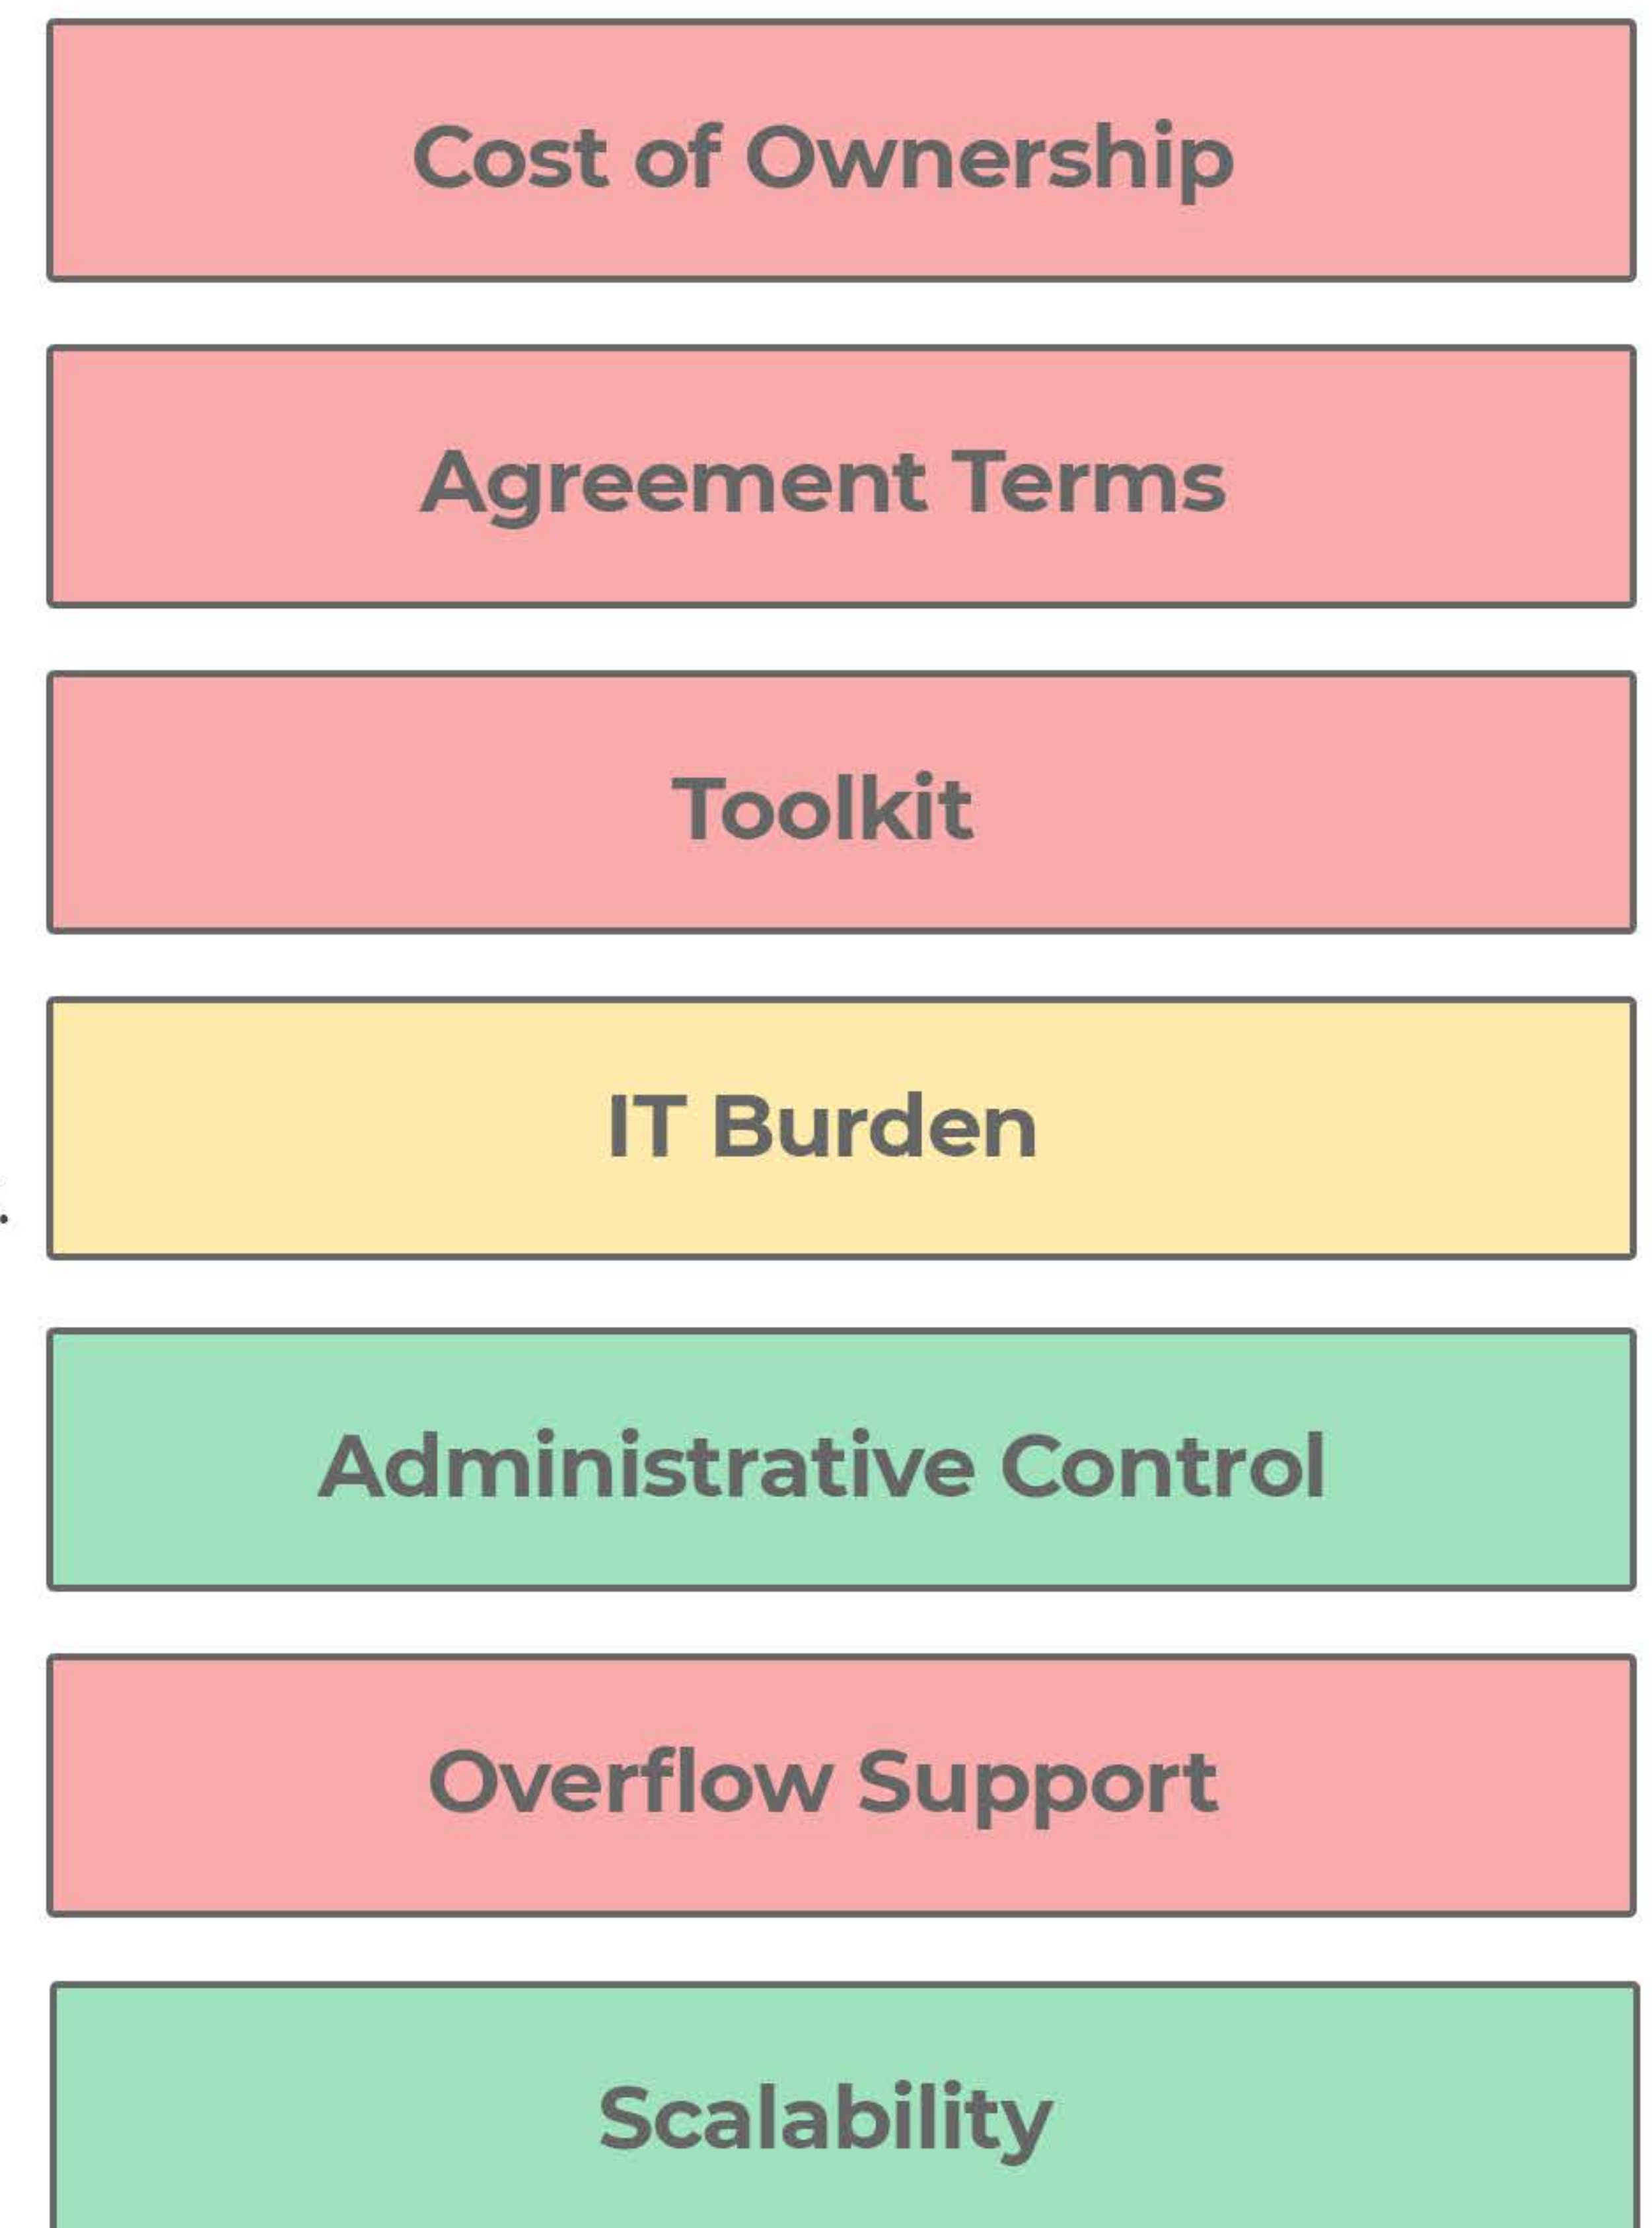 Cost of Ownership
Agreement Terms
Toolkit
IT Burden
Administrative Control
Overflow Support
Scalability